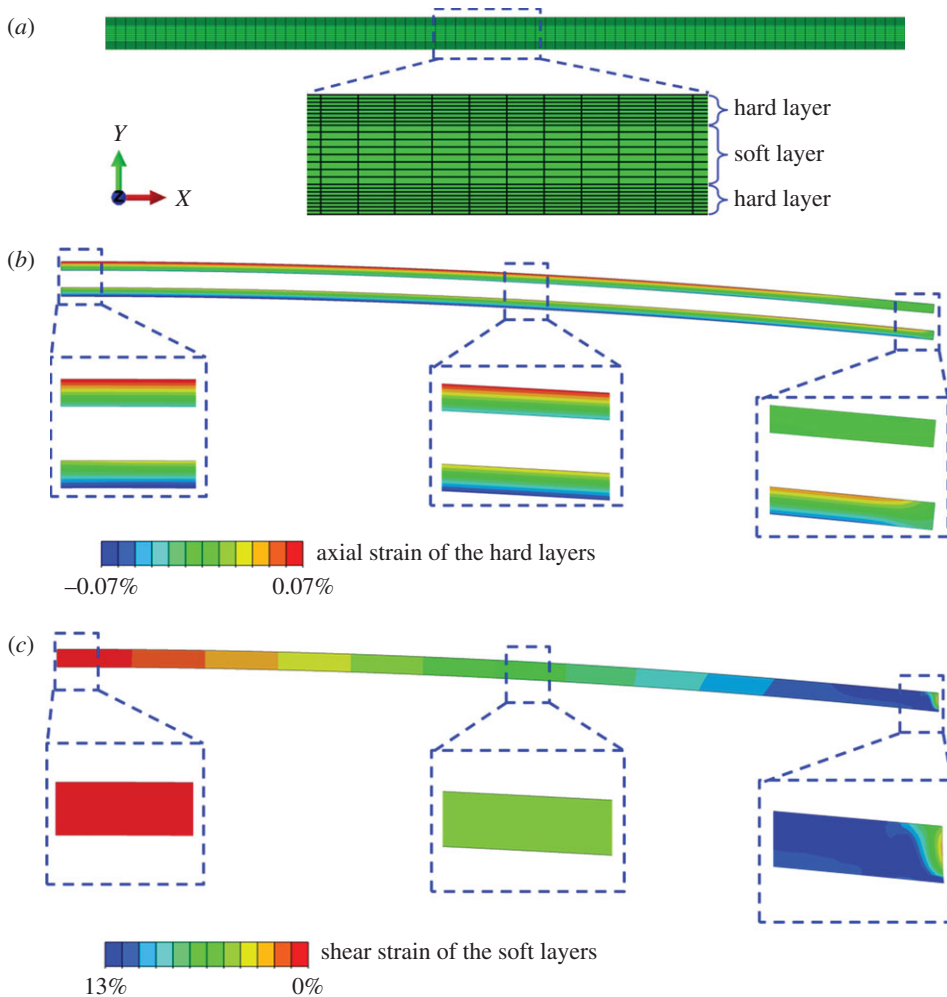 (a)
hard layer
soft layer
hard layer
Y
Z
X
(b)
axial strain of the hard layers
–0.07%
0.07%
(c)
shear strain of the soft layers
13%
0%